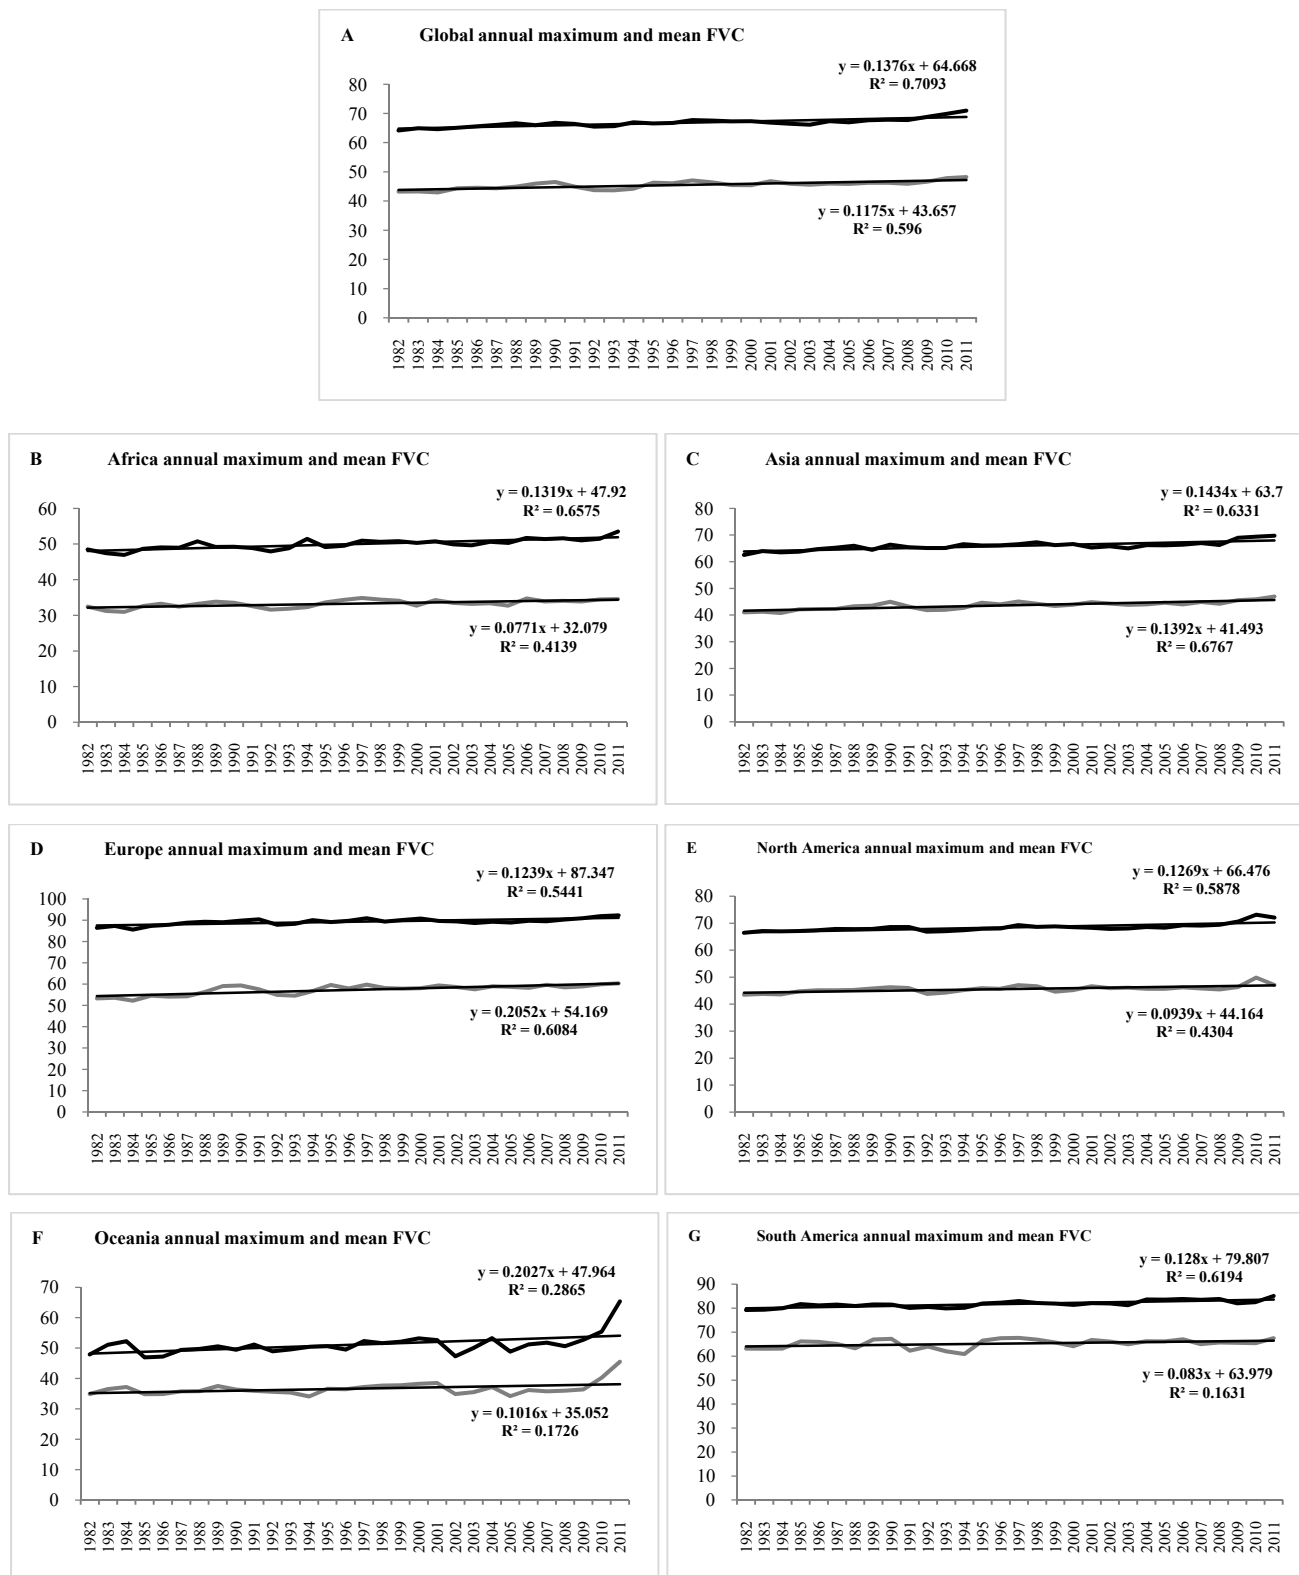 A Global annual maximum and mean FVC
y = 0.1376x + 64.668
R² = 0.7093
80
70
60
50
40
30
20
10
0
y = 0.1175x + 43.657
R² = 0.596
1982 1983 1984 1985 1986 1987 1988 1989 1990 1991 1992 1993 1994 1995 1996 1997 1998 1999 2000 2001 2002 2003 2004 2005 2006 2007 2008 2009 2010 2011
B Africa annual maximum and mean FVC
y = 0.1319x + 47.92
R² = 0.6575
60
50
40
30
20
10
0
y = 0.0771x + 32.079
R² = 0.4139
1982 1983 1984 1985 1986 1987 1988 1989 1990 1991 1992 1993 1994 1995 1996 1997 1998 1999 2000 2001 2002 2003 2004 2005 2006 2007 2008 2009 2010 2011
C Asia annual maximum and mean FVC
y = 0.1434x + 63.7
R² = 0.6331
80
70
60
50
40
30
20
10
0
y = 0.1392x + 41.493
R² = 0.6767
1982 1983 1984 1985 1986 1987 1988 1989 1990 1991 1992 1993 1994 1995 1996 1997 1998 1999 2000 2001 2002 2003 2004 2005 2006 2007 2008 2009 2010 2011
D Europe annual maximum and mean FVC
y = 0.1239x + 87.347
R² = 0.5441
100
90
80
70
60
50
40
30
20
10
0
y = 0.2052x + 54.169
R² = 0.6084
1982 1983 1984 1985 1986 1987 1988 1989 1990 1991 1992 1993 1994 1995 1996 1997 1998 1999 2000 2001 2002 2003 2004 2005 2006 2007 2008 2009 2010 2011
E North America annual maximum and mean FVC
y = 0.1269x + 66.476
R² = 0.5878
80
70
60
50
40
30
20
10
0
y = 0.0939x + 44.164
R² = 0.4304
1982 1983 1984 1985 1986 1987 1988 1989 1990 1991 1992 1993 1994 1995 1996 1997 1998 1999 2000 2001 2002 2003 2004 2005 2006 2007 2008 2009 2010 2011
F Oceania annual maximum and mean FVC
y = 0.2027x + 47.964
R² = 0.2865
70
60
50
40
30
20
10
0
y = 0.1016x + 35.052
R² = 0.1726
1982 1983 1984 1985 1986 1987 1988 1989 1990 1991 1992 1993 1994 1995 1996 1997 1998 1999 2000 2001 2002 2003 2004 2005 2006 2007 2008 2009 2010 2011
G South America annual maximum and mean FVC
y = 0.128x + 79.807
R² = 0.6194
90
80
70
60
50
40
30
20
10
0
y = 0.083x + 63.979
R² = 0.1631
1982 1983 1984 1985 1986 1987 1988 1989 1990 1991 1992 1993 1994 1995 1996 1997 1998 1999 2000 2001 2002 2003 2004 2005 2006 2007 2008 2009 2010 2011